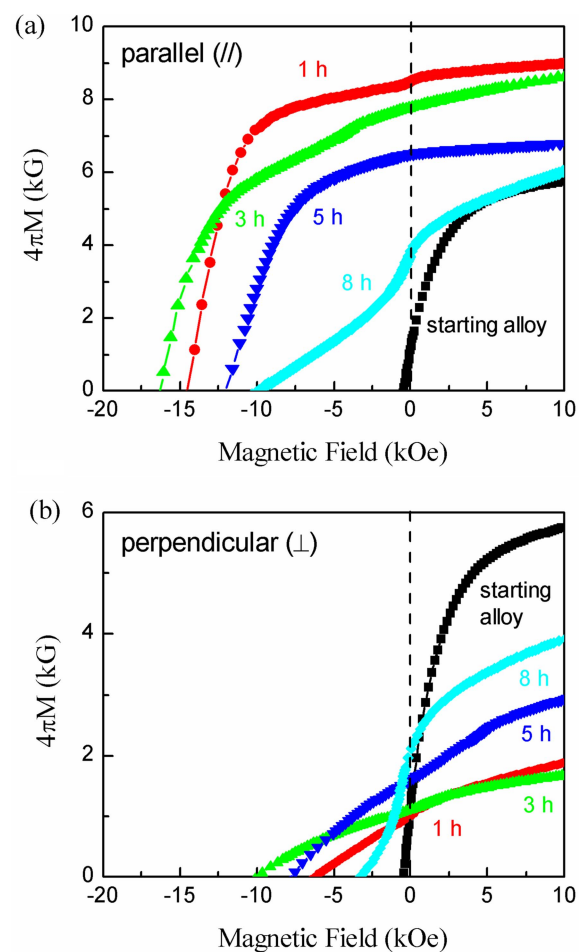 (a)
parallel (//)
1 h
3 h
5 h
8 h
starting alloy
4πM (kG)
10
8
6
4
2
0
-20 -15 -10 -5 0 5 10
Magnetic Field (kOe)
(b)
perpendicular (⊥)
starting
alloy
8 h
5 h
3 h
1 h
4πM (kG)
6
4
2
0
-20 -15 -10 -5 0 5 10
Magnetic Field (kOe)